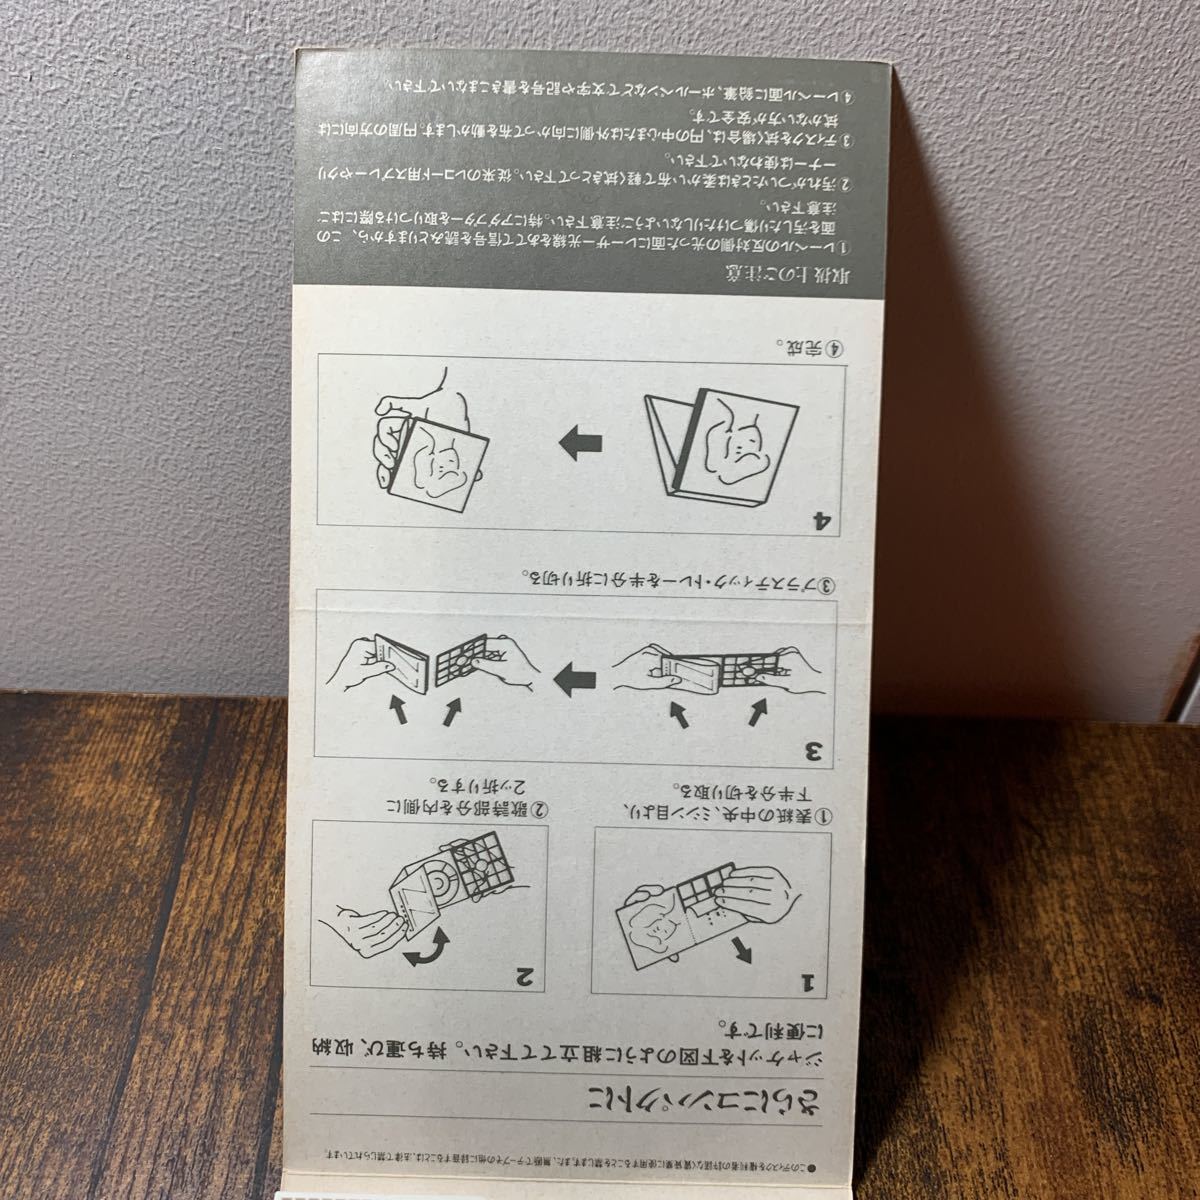 ●このディスクを権利者の許諾なく賃貸業に使用することを禁じます。また、無断でテープその他に録音することは、法律で禁じられています。
さらにコンパクトに
ジャケットを下図のように組立てて下さい。持ち運び、収納
に便利です。
1
2
①表紙の中央、ミシン目より、
下半分を切り取る。
②歌詩部分を内側に
2ッ折りする。
3
③プラスティック・トレーを半分に折り切る。
4
④完成。
取扱上のご注意
①レーベルの反対側の光った面にレーザー光線をあてて信号を読みとりますから、この
面を汚したり傷つけたりしないようご注意下さい。特にアダプターを取りつける際にはご
注意下さい。
②汚れがついたときは柔かい布で軽く拭きとって下さい。従来のレコード用スプレーやクリ
ーナーは使わないで下さい。
③ディスクを拭く場合は、円の中心または外側に向かって布を動かします。円周の方向には
拭かない方が安全です。
④レーベル面に鉛筆、ボールペンなどで文字や記号を書きこまないで下さい。